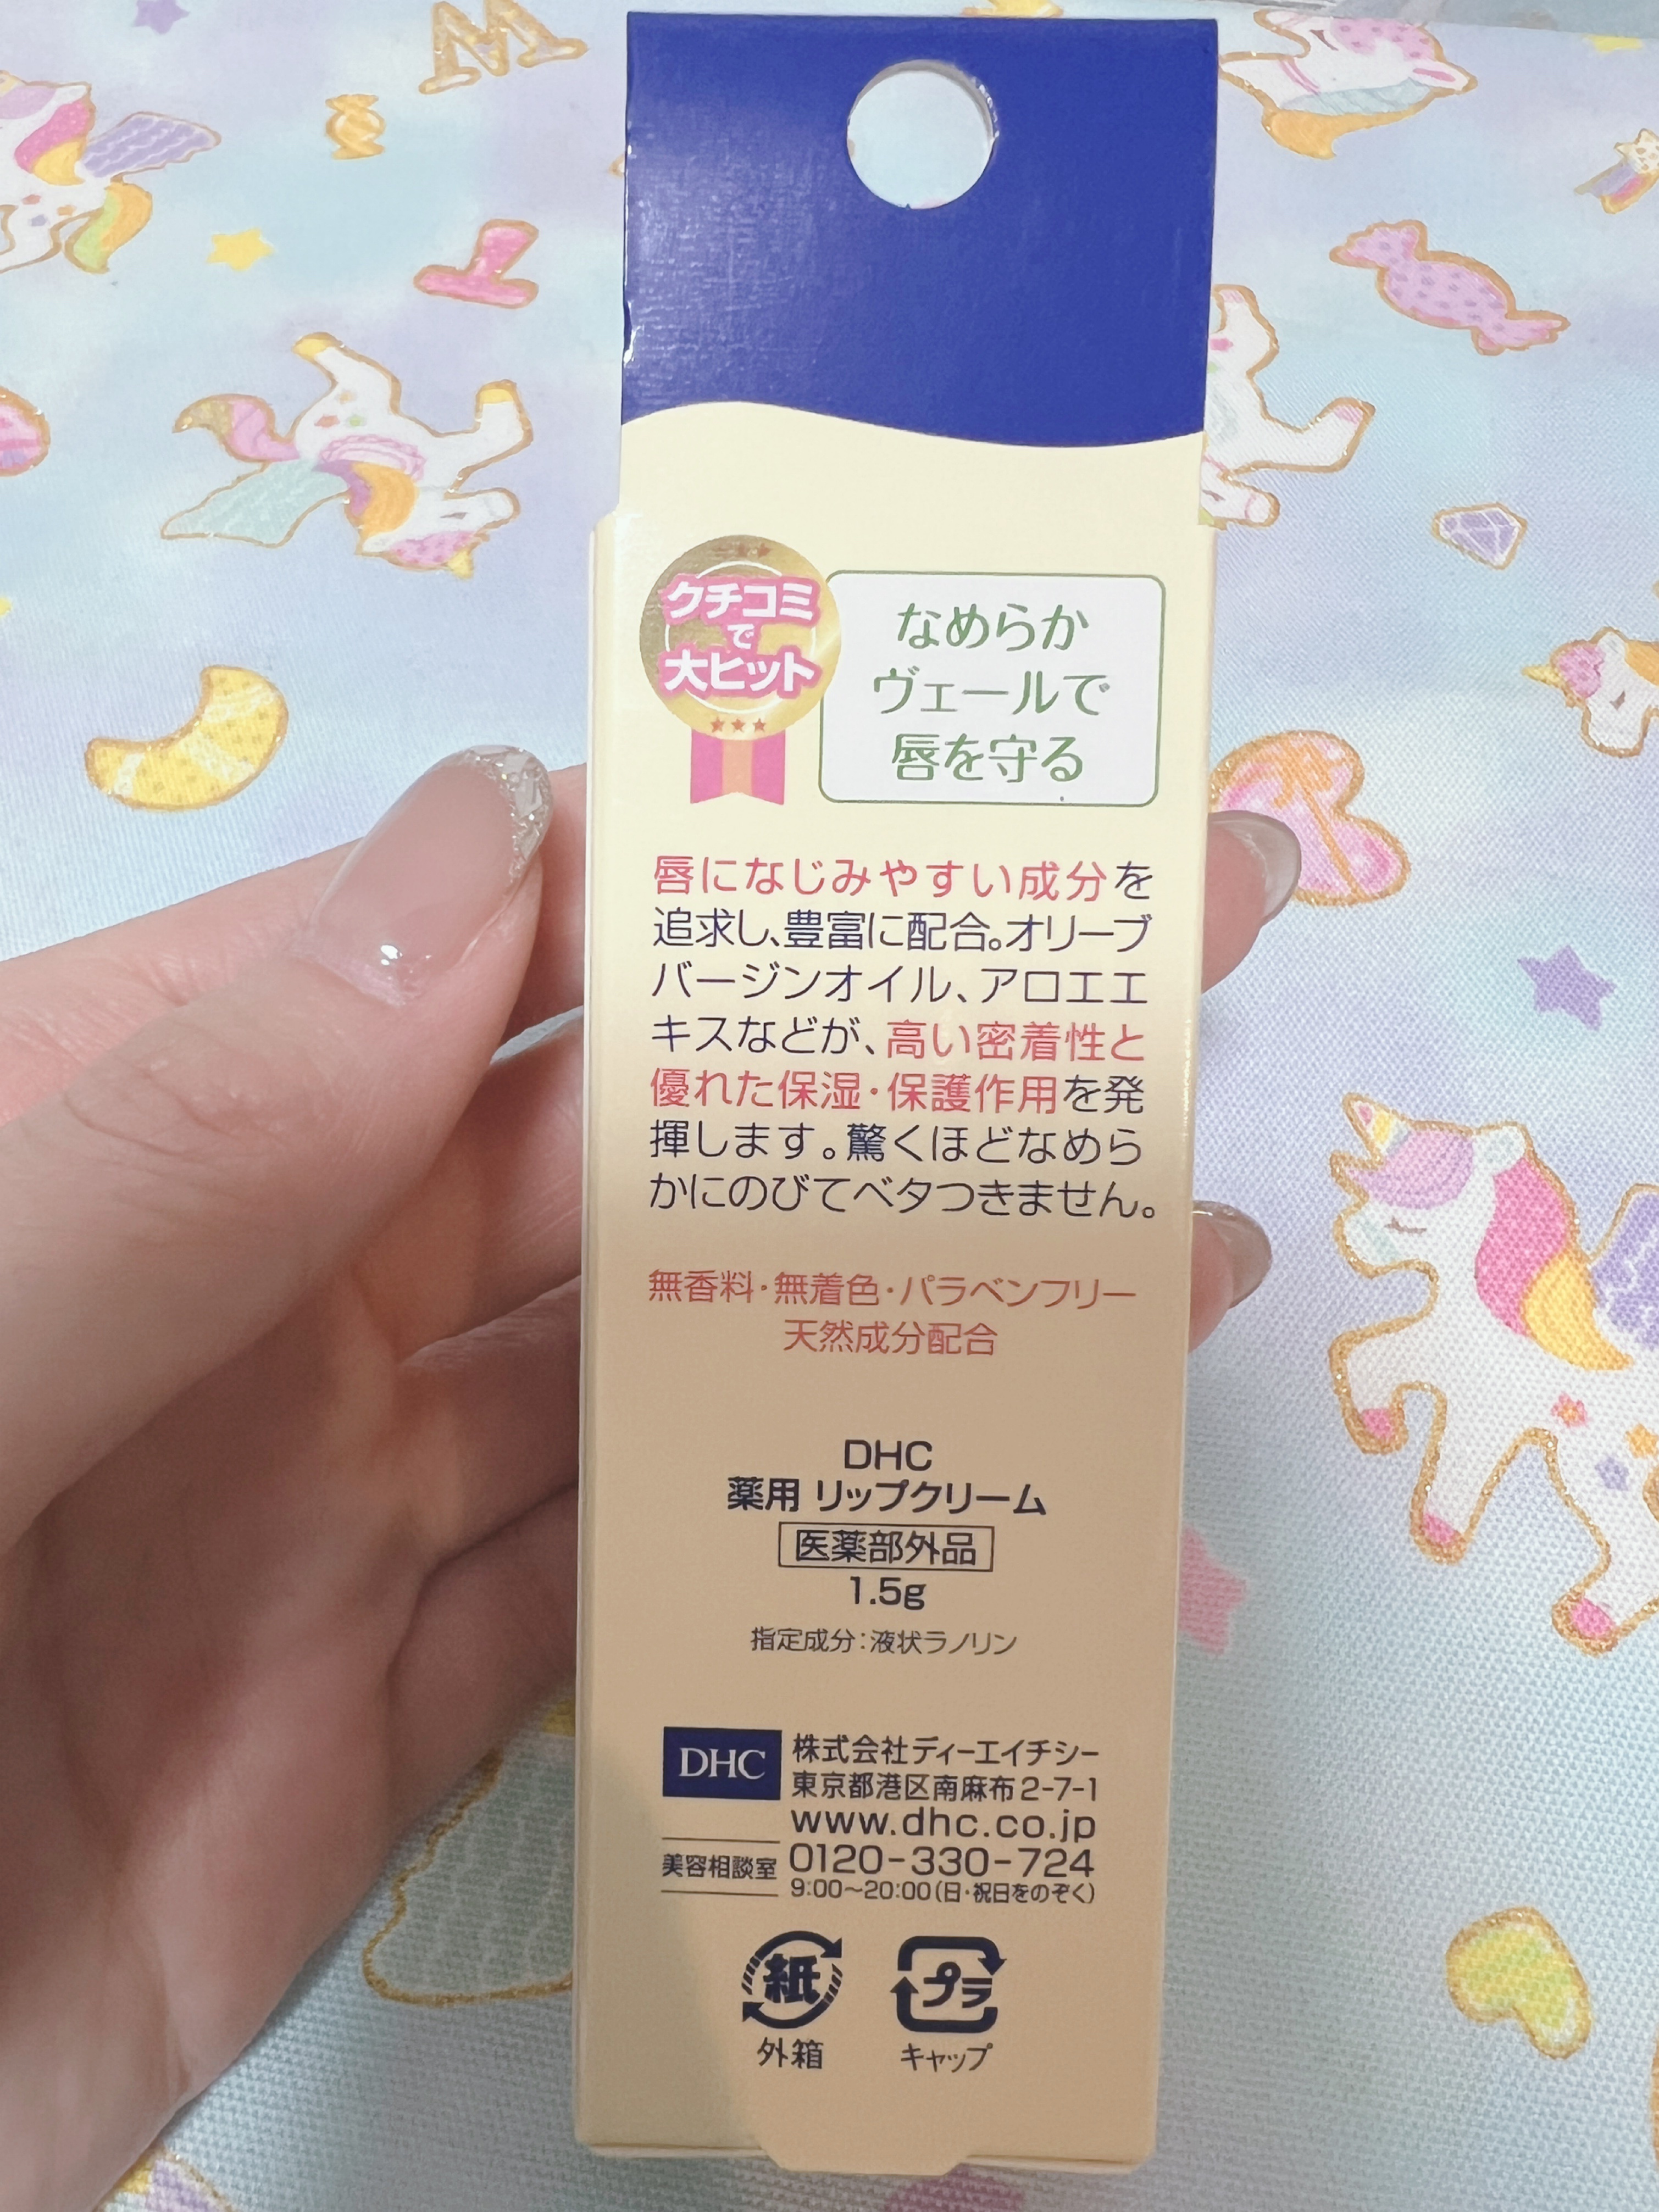 クチコミ
で
大ヒット
なめらか
ヴェールで
唇を守る
唇になじみやすい成分を
追求し、豊富に配合。オリーブ
バージンオイル、アロエエ
キスなどが、高い密着性と
優れた保湿・保護作用を発
揮します。驚くほどなめら
かにのびてベタつきません。
無香料・無着色・パラベンフリー
天然成分配合
DHC
薬用 リップクリーム
医薬部外品
1.5g
指定成分：液状ラノリン
DHC
株式会社ディーエイチシー
東京都港区南麻布2-7-1
www.dhc.co.jp
美容相談室 0120-330-724
9:00〜20:00(日・祝日をのぞく)
紙
外箱
プラ
キャップ